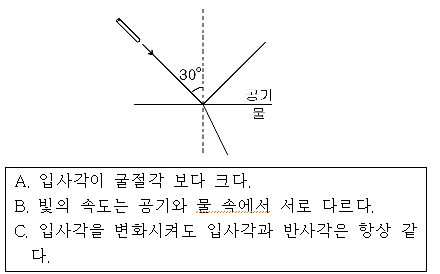 30°
공기
물
A. 입사각이 굴절각 보다 크다.
B. 빛의 속도는 공기와 물 속에서 서로 다르다.
C. 입사각을 변화시켜도 입사각과 반사각은 항상 같
다.